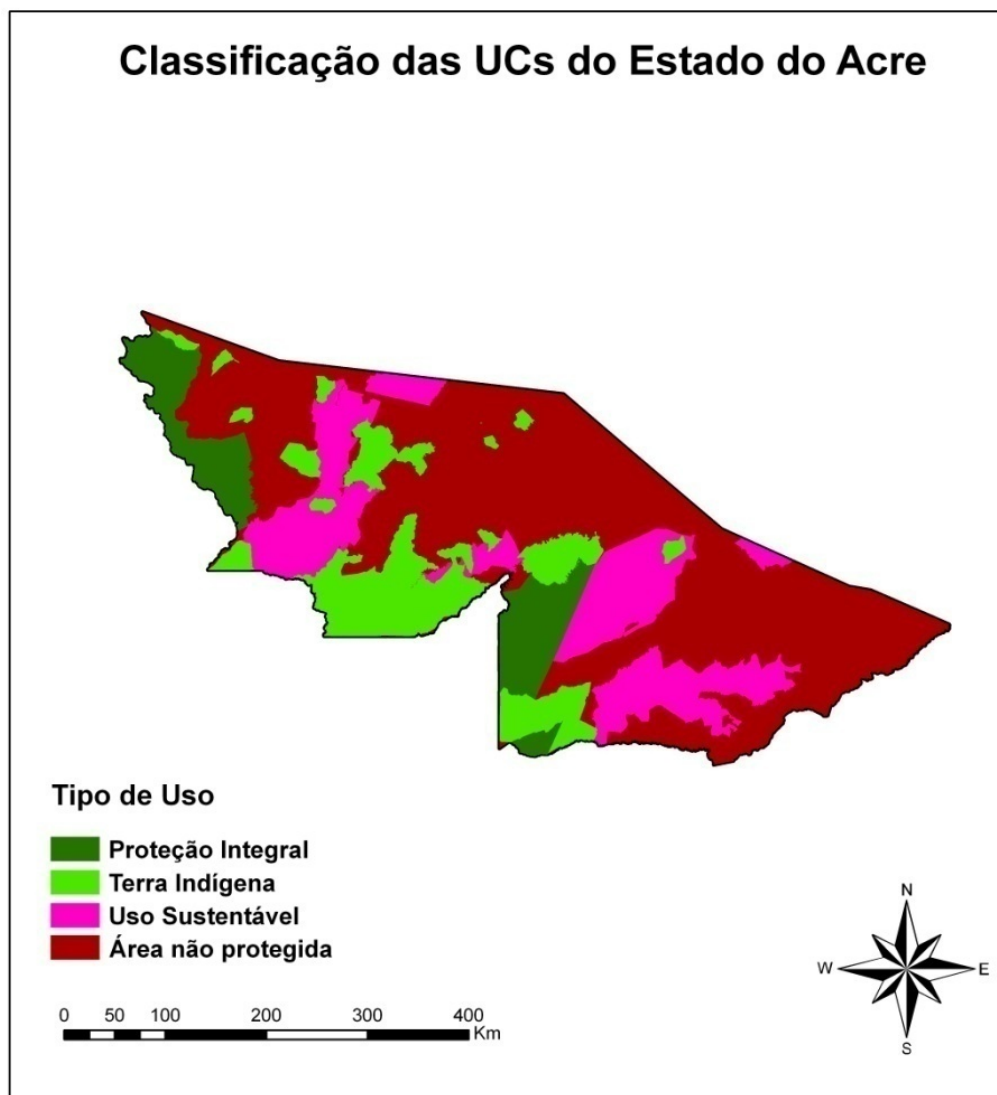 Classificação das UCs do Estado do Acre
Tipo de Uso
Proteção Integral
Terra Indígena
Uso Sustentável
Área não protegida
0 50 100 200 300 400
Km
N
W E
S